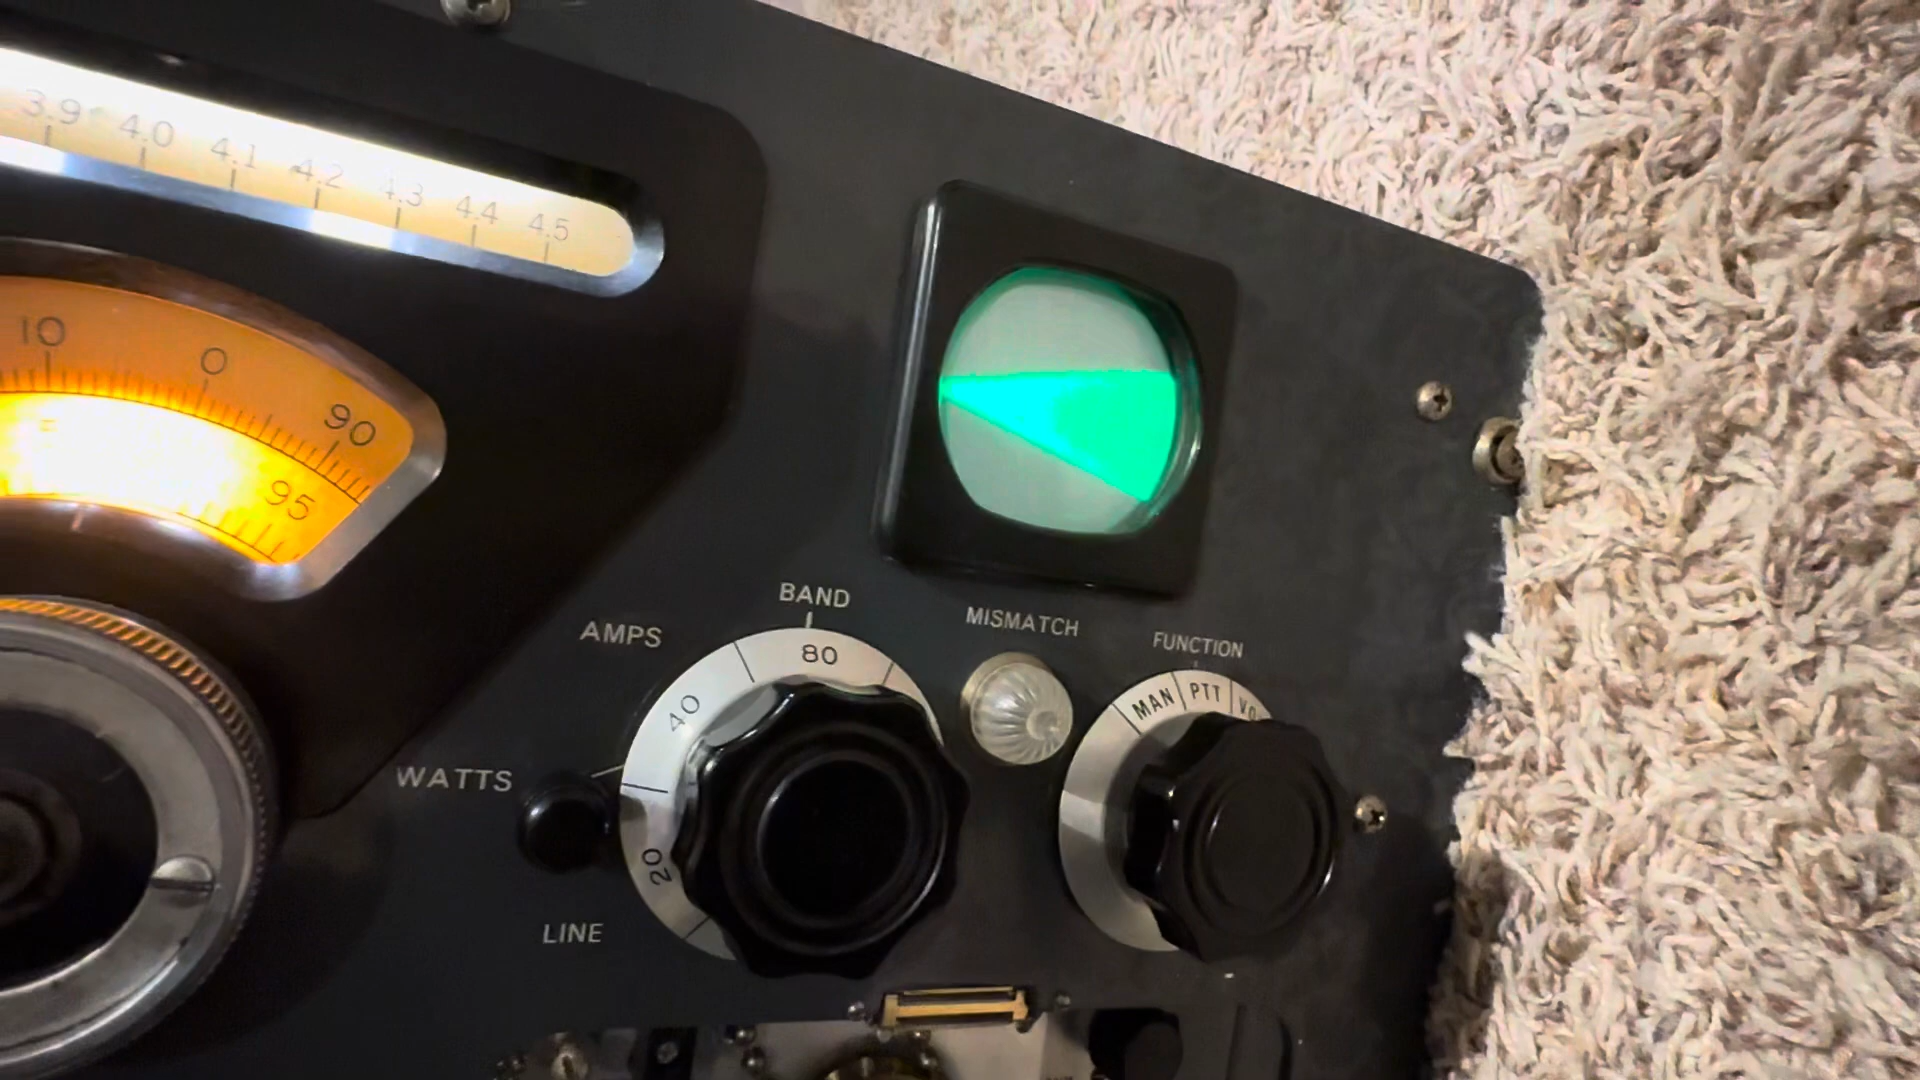 3.9 4.0 4.1 4.2 4.3 4.4 4.5
10 0 90
95
BAND
AMPS
MISMATCH
FUNCTION
80
40
20
MAN PTT
WATTS
LINE